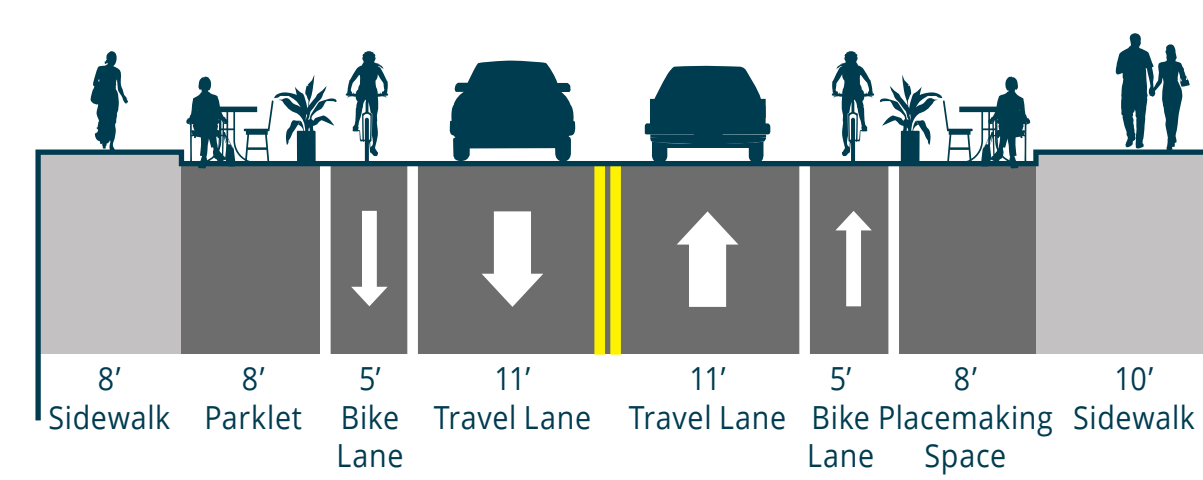 8’
Sidewalk
8’
Parklet
5’
Bike
Lane
11’
Travel Lane
11’
Travel Lane
5’
Bike
Lane
8’
Placemaking
Space
10’
Sidewalk